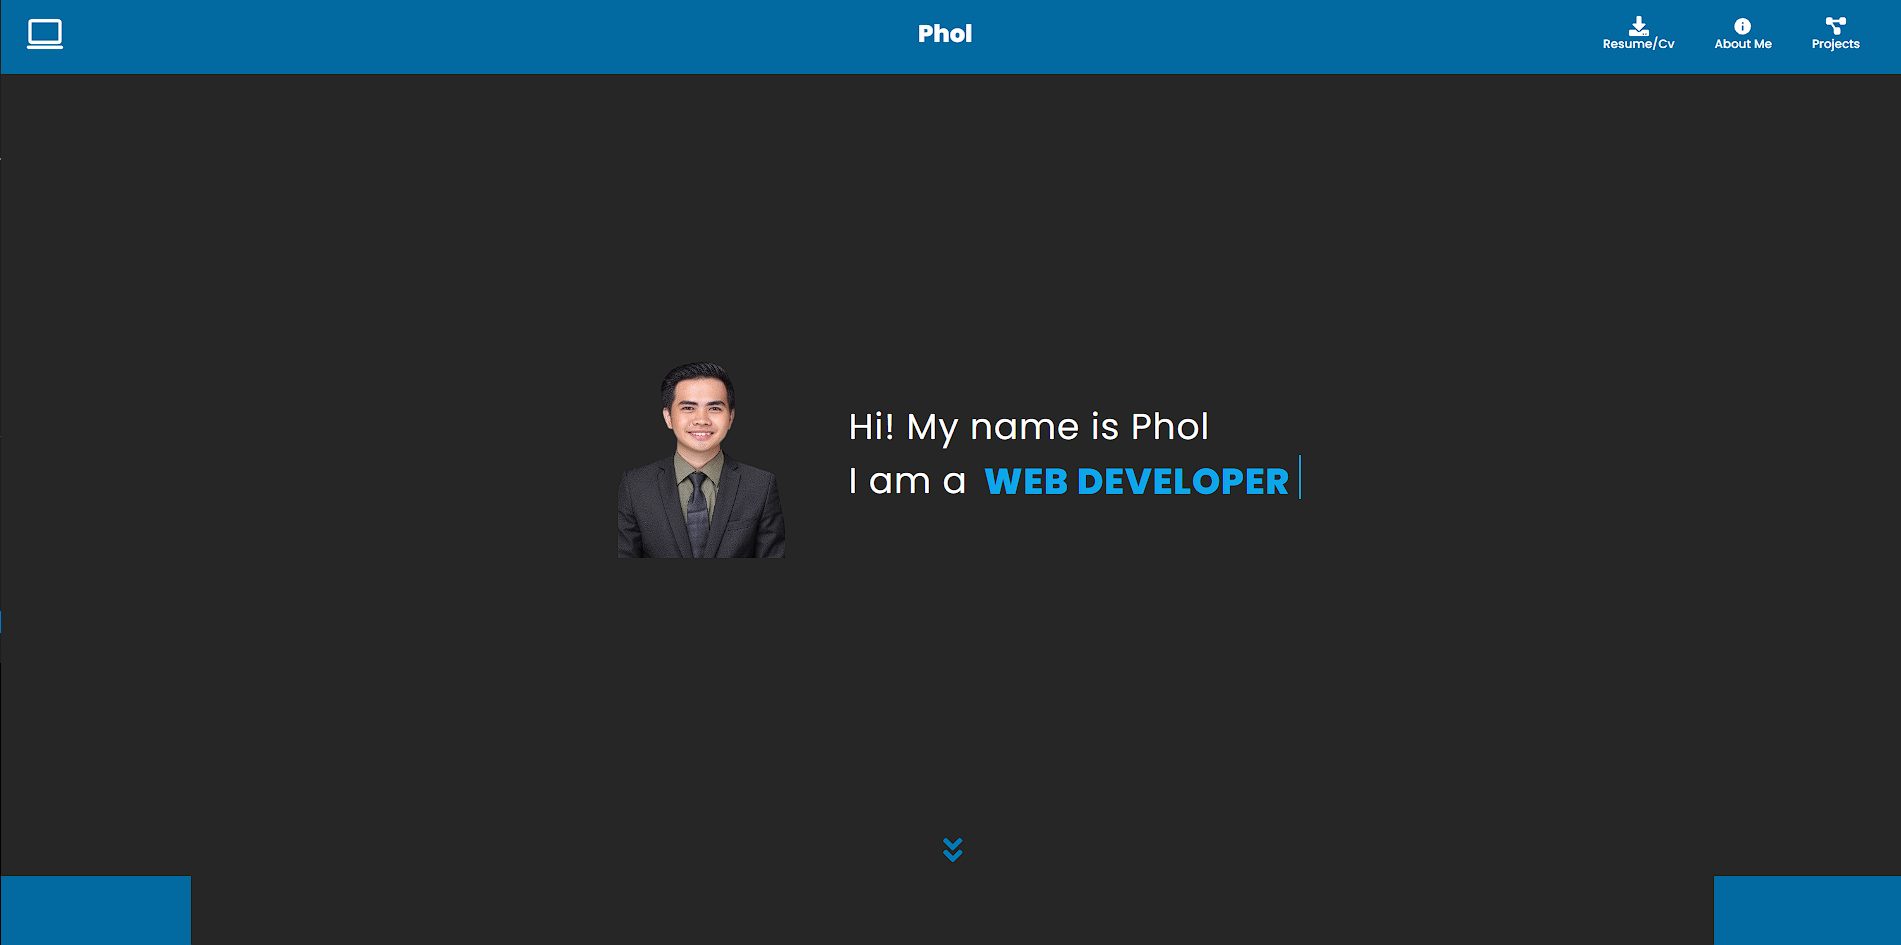 Phol
Resume/Cv
About Me
Projects
Hi! My name is Phol
I am a WEB DEVELOPER